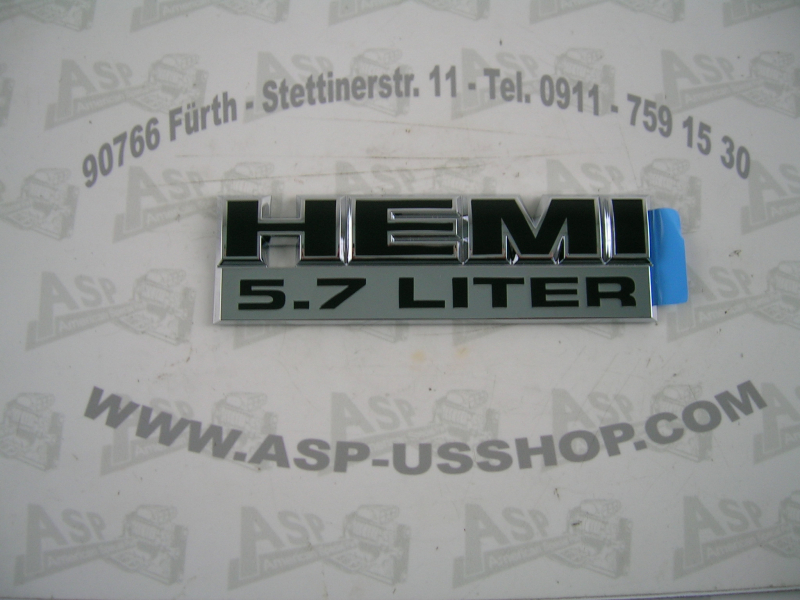 90766 Fürth - Stettinerstr. 11 - Tel. 0911 - 759 15 30
HEMI
5.7 LITER
WWW.ASP-USSHOP.COM